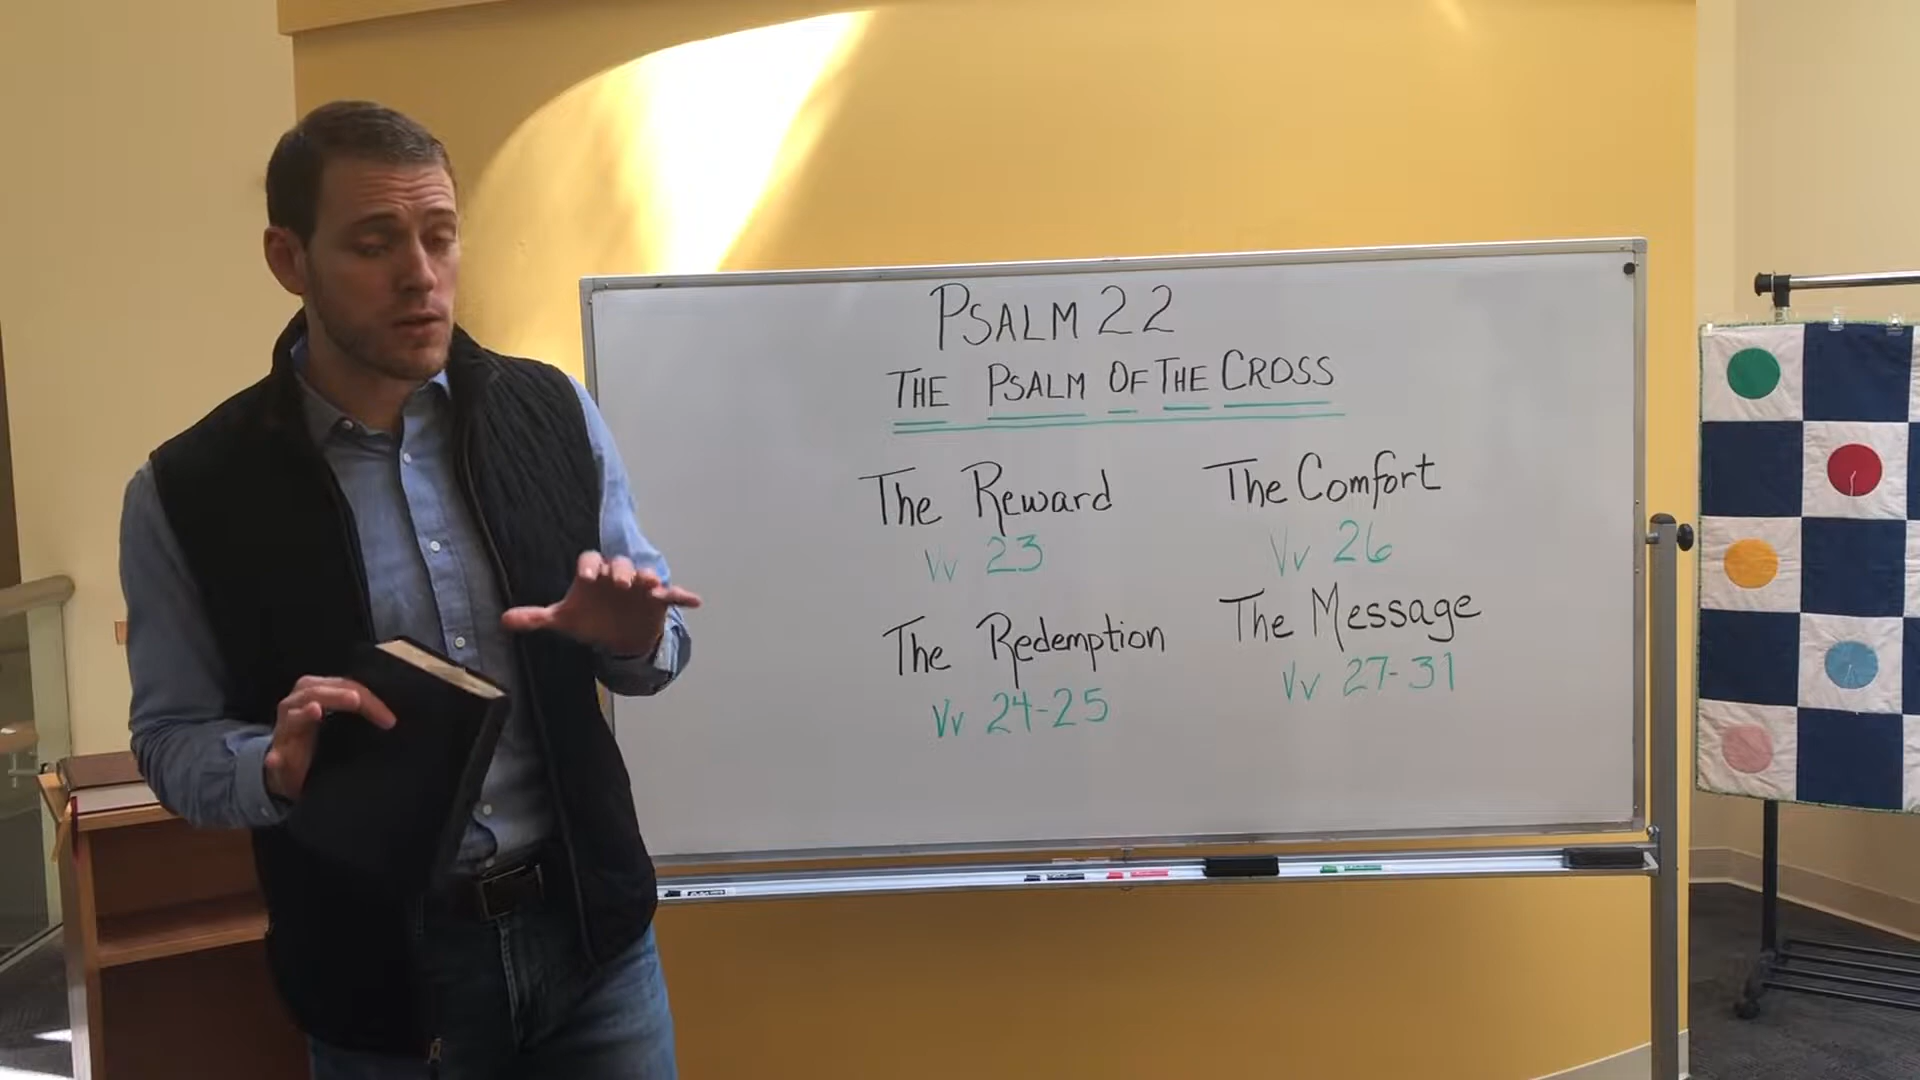 PSALM 22
THE PSALM OF THE CROSS
The Reward
Vv 23
The Redemption
Vv 24-25
The Comfort
Vv 26
The Message
Vv 27-31